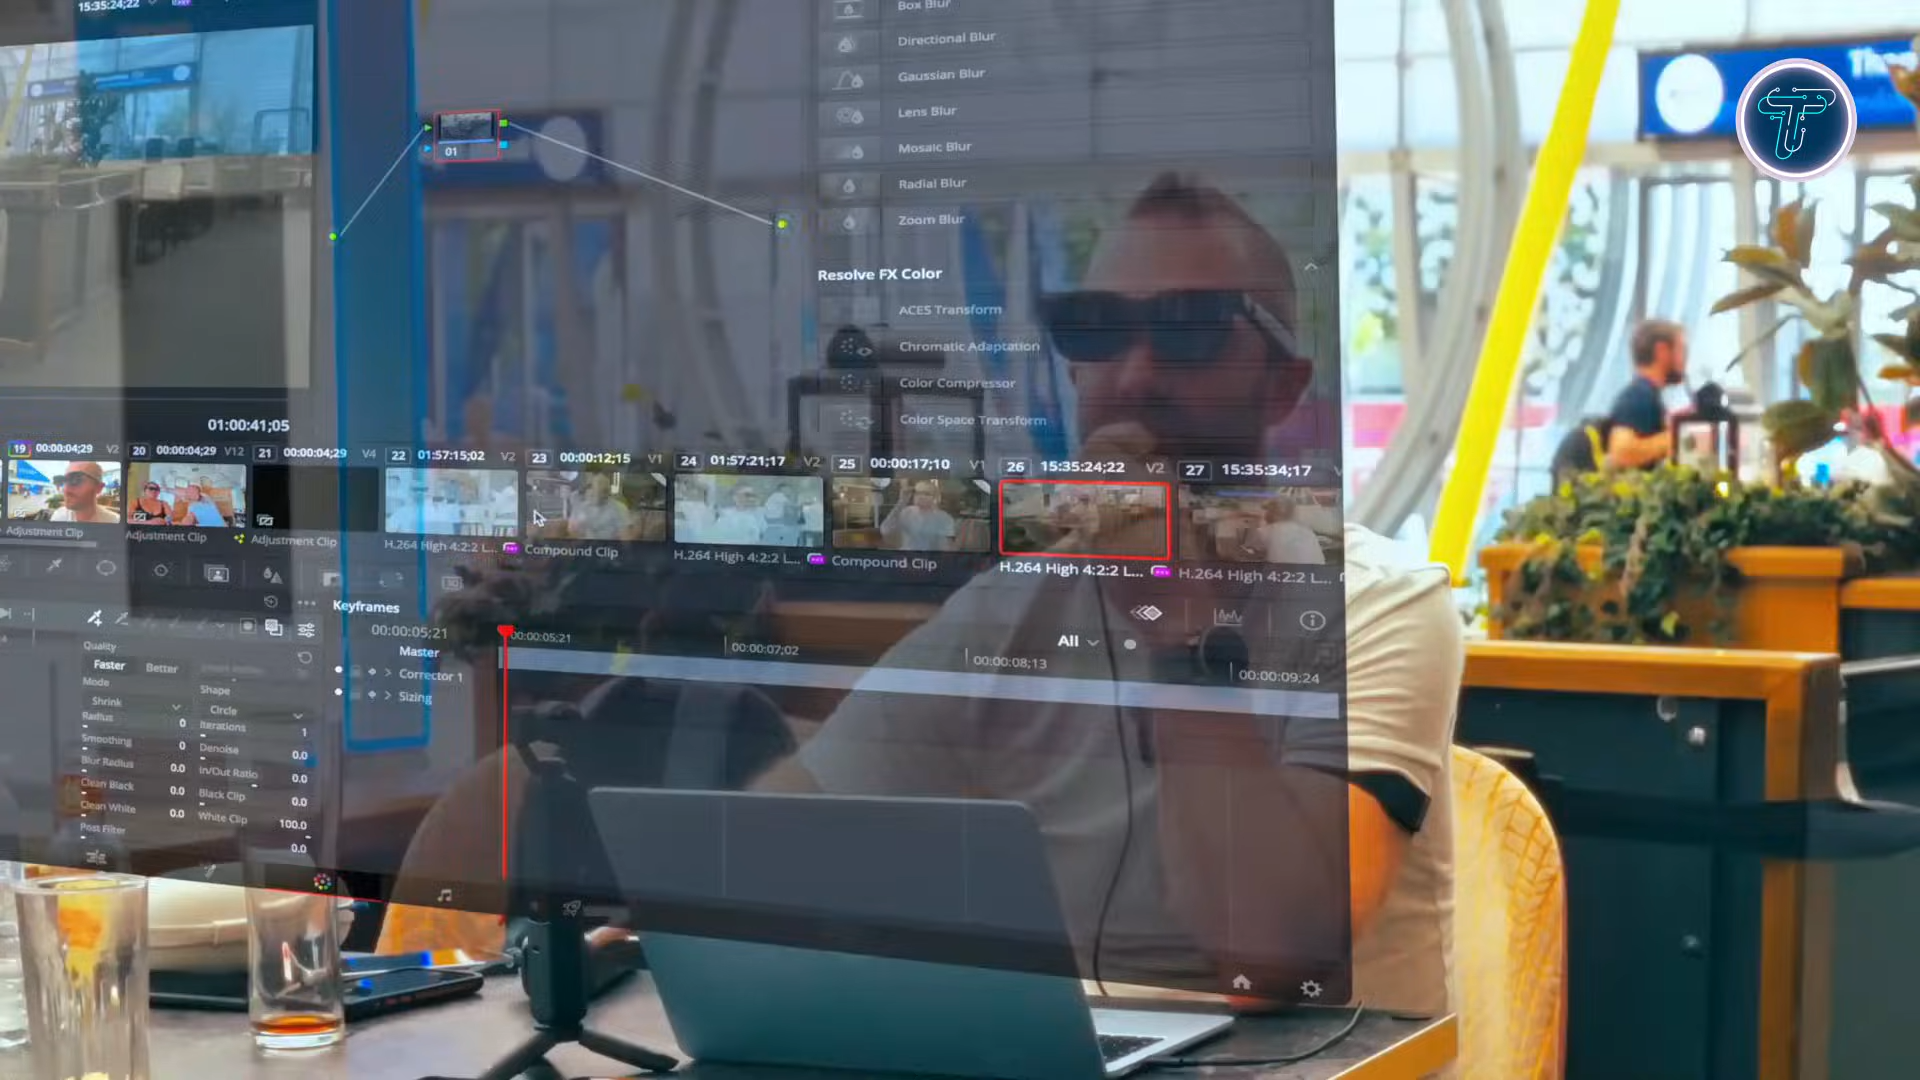 15:35:24;22
Box Blur
Directional Blur
Gaussian Blur
Lens Blur
Mosaic Blur
Radial Blur
Zoom Blur
Resolve FX Color
ACES Transform
Chromatic Adaptation
Color Compressor
Color Space Transform
01
01:00:41;05
19 00:00:04;29 V2
20 00:00:04;29 V12
21 00:00:04;29 V4
22 01:57:15;02 V2
23 00:00:12;15 V1
24 01:57:21;17 V2
25 00:00:17;10 V1
26 15:35:24;22 V2
27 15:35:34;17
Adjustment Clip
Adjustment Clip
Adjustment Clip
H.264 High 4:2:2 L...
Compound Clip
H.264 High 4:2:2 L...
Compound Clip
H.264 High 4:2:2 L...
H.264 High 4:2:2 L...
Keyframes
All
00:00:05;21
00:00:05;21
00:00:07;02
00:00:08;13
00:00:09;24
Master
Corrector 1
Sizing
Quality
Faster Better
Mode
Shape
Shrink
Circle
Radius 0
Iterations 1
Smoothing 0
Denoise 0.0
Blur Radius 0.0
In/Out Ratio 0.0
Clean Black 0.0
Black Clip 0.0
Clean White 0.0
White Clip 100.0
Post Filter
0.0